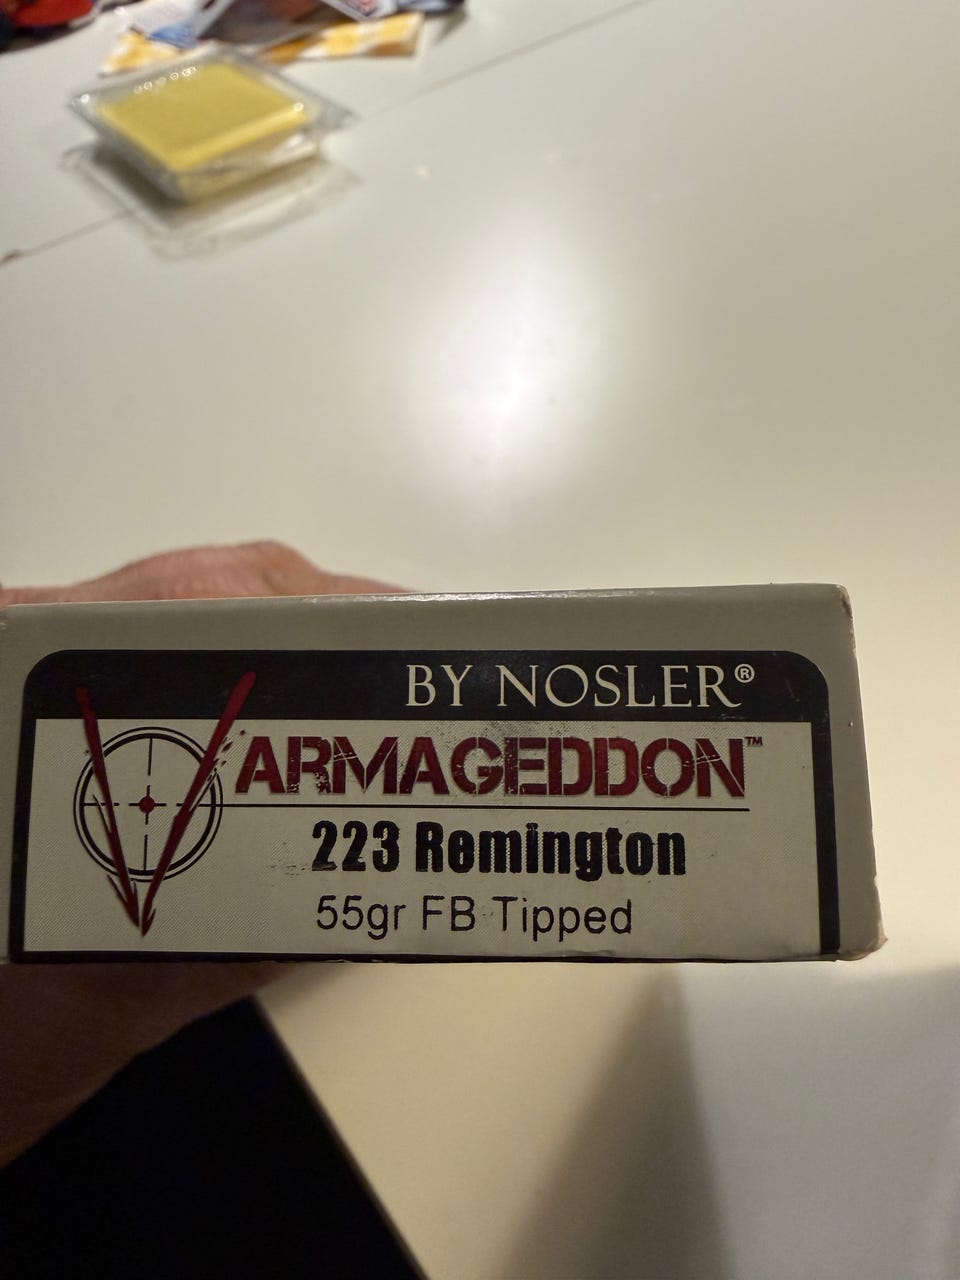 BY NOSLER®
VARMAGEDDON™
223 Remington
55gr FB Tipped